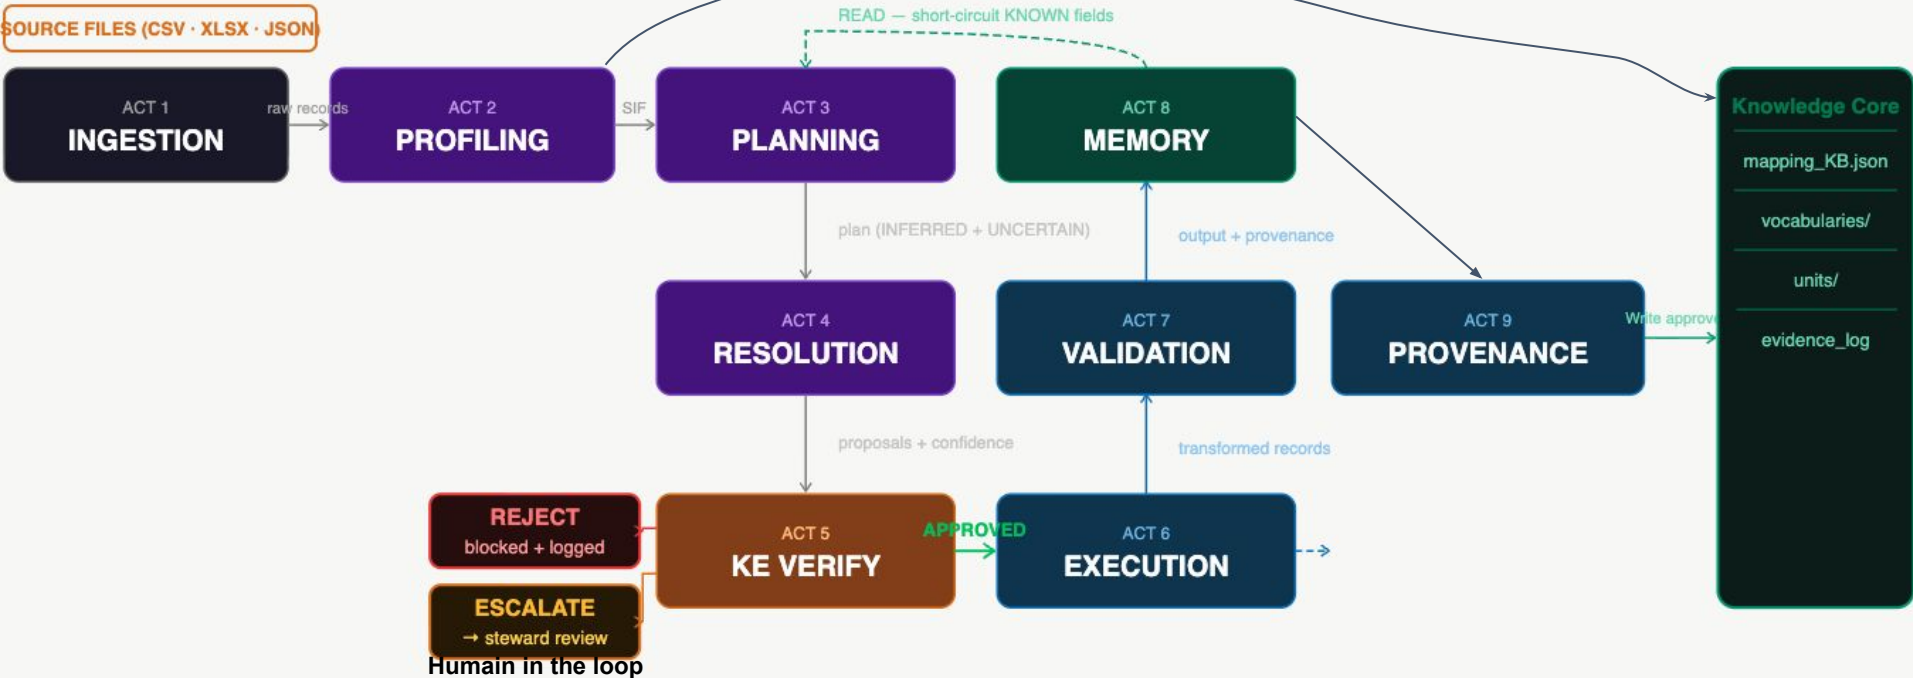 SOURCE FILES (CSV · XLSX · JSON)
READ — short-circuit KNOWN fields
ACT 1
INGESTION
raw records
ACT 2
PROFILING
SIF
ACT 3
PLANNING
ACT 8
MEMORY
Knowledge Core
mapping_KB.json
vocabularies/
units/
evidence_log
plan (INFERRED + UNCERTAIN)
output + provenance
ACT 4
RESOLUTION
ACT 7
VALIDATION
ACT 9
PROVENANCE
Write approve
proposals + confidence
transformed records
REJECT
blocked + logged
ESCALATE
→ steward review
Humain in the loop
ACT 5
KE VERIFY
APPROVED
ACT 6
EXECUTION